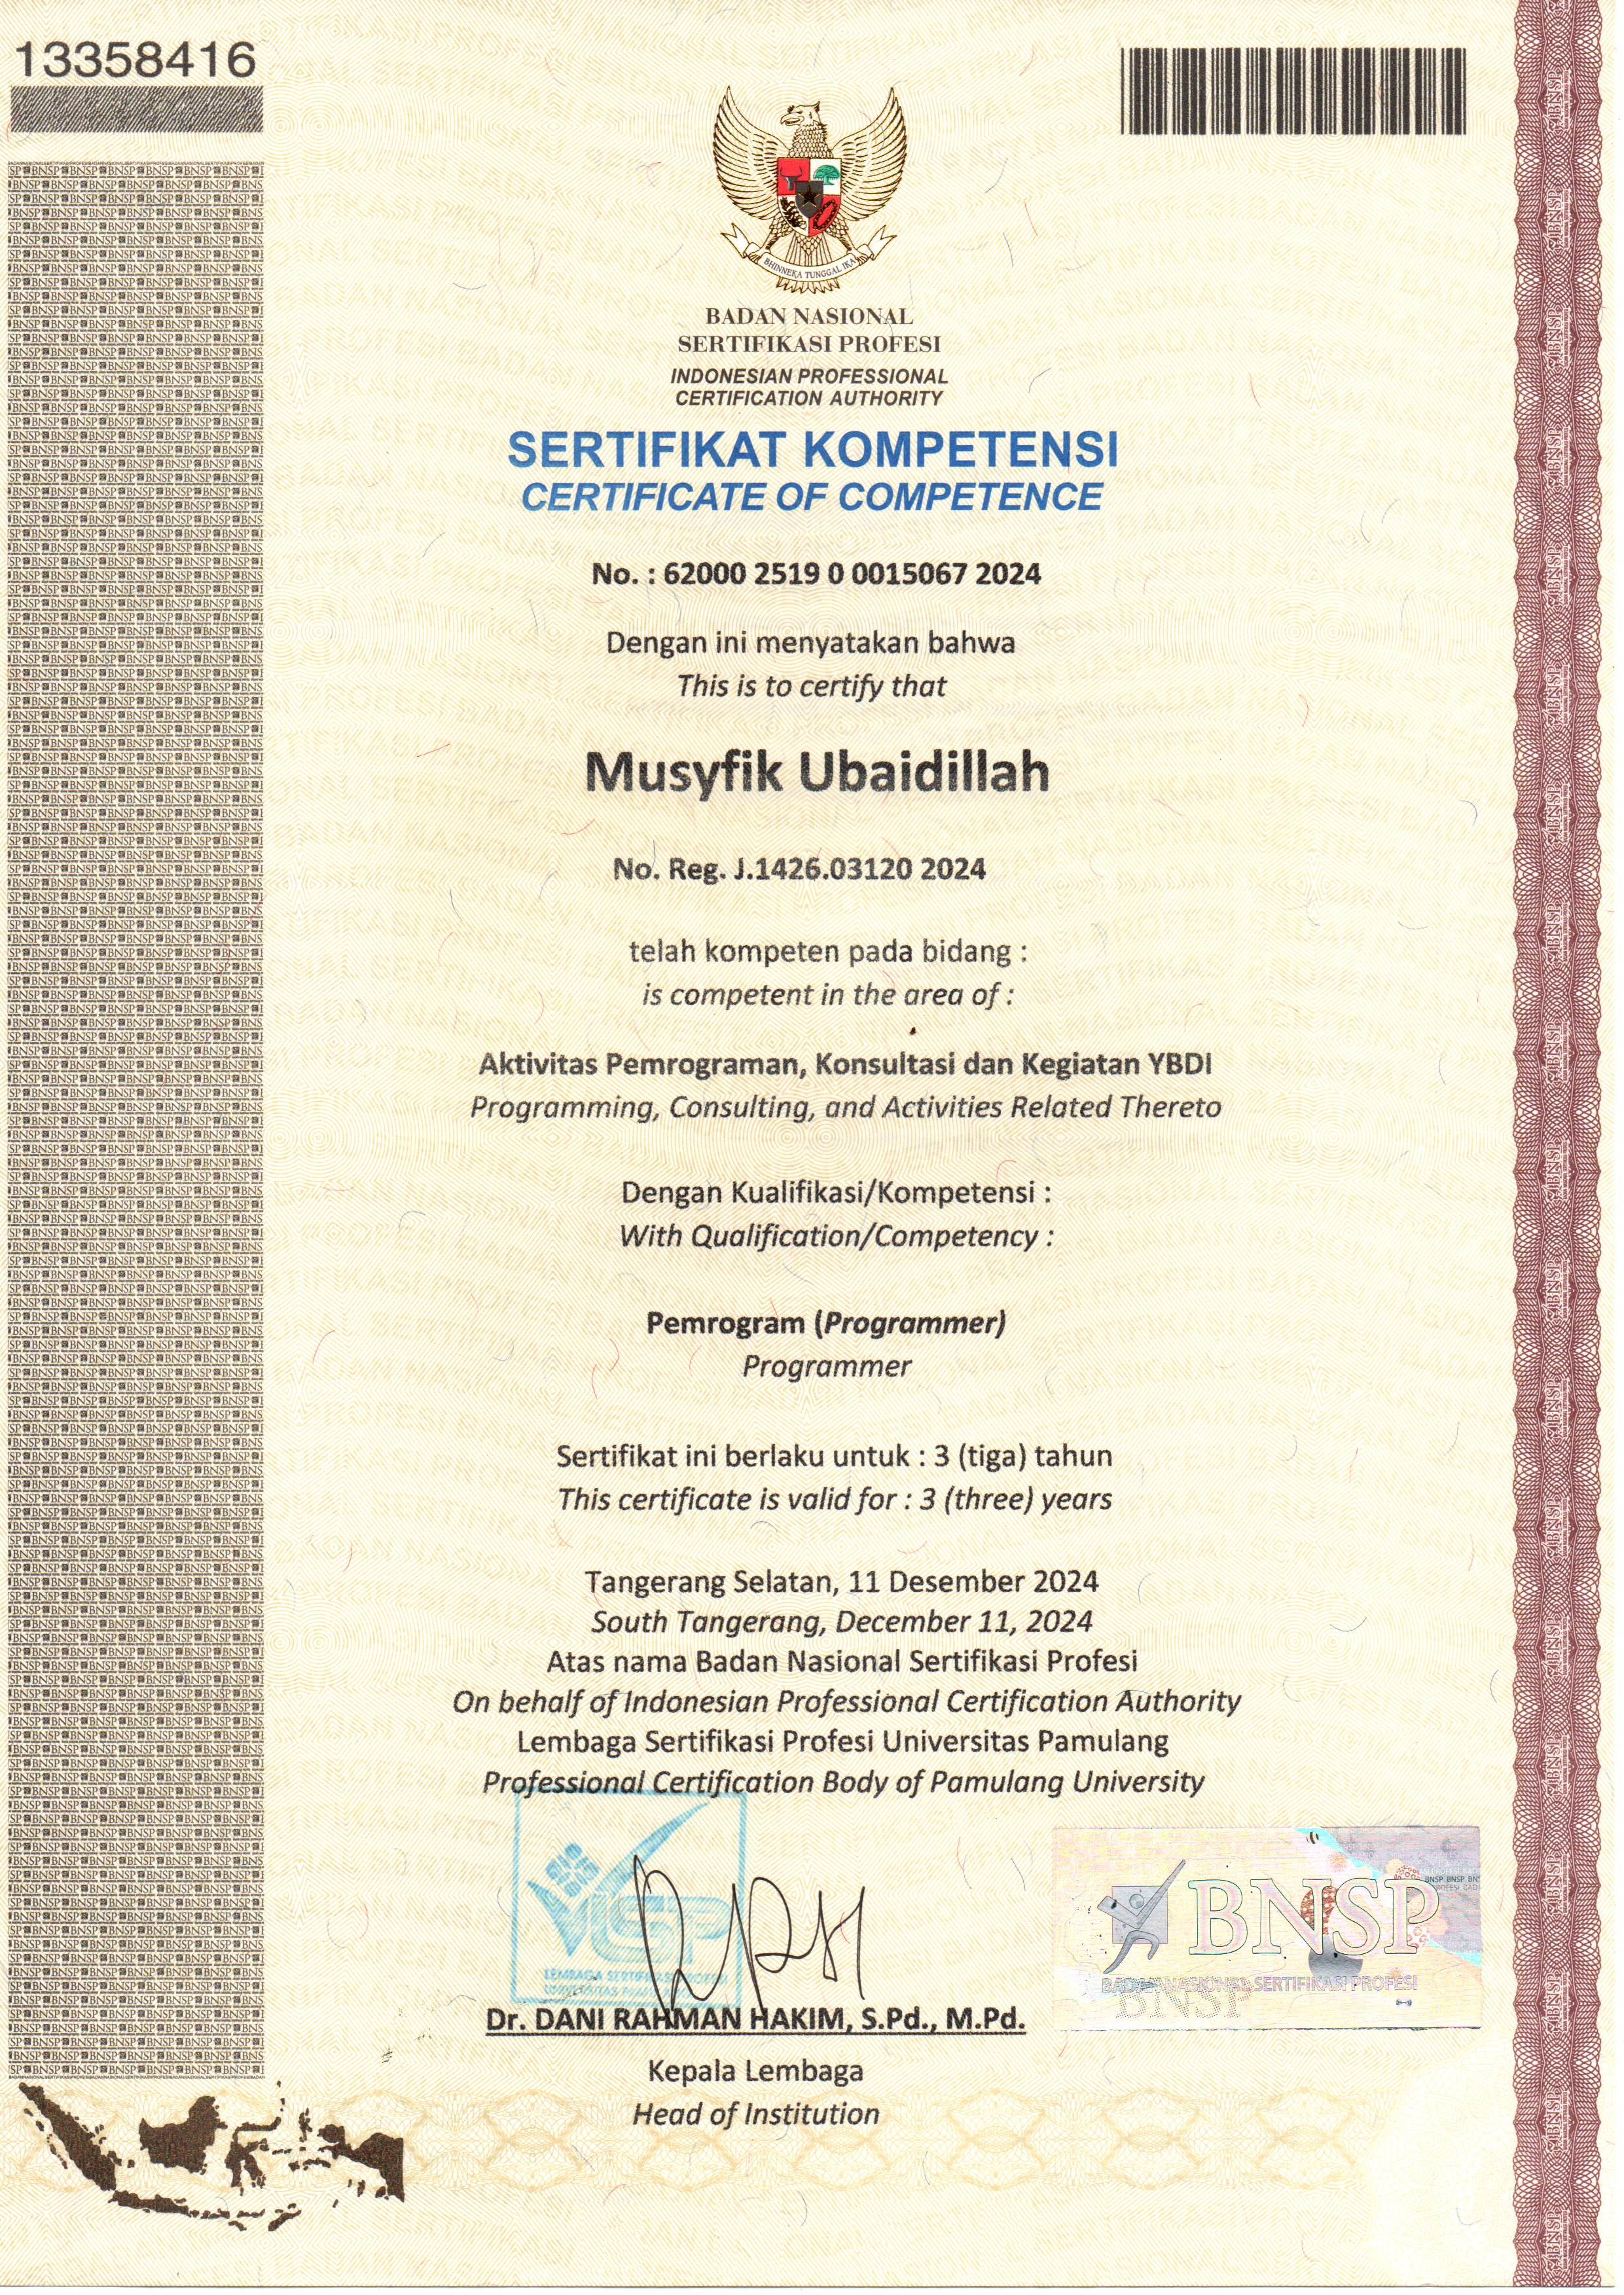 13358416
BHINNEKA TUNGGAL IKA
BADAN NASIONAL
SERTIFIKASI PROFESI
INDONESIAN PROFESSIONAL
CERTIFICATION AUTHORITY
SERTIFIKAT KOMPETENSI
CERTIFICATE OF COMPETENCE
No. : 62000 2519 0 0015067 2024
Dengan ini menyatakan bahwa
This is to certify that
Musyfik Ubaidillah
No. Reg. J.1426.03120 2024
telah kompeten pada bidang :
is competent in the area of :
Aktivitas Pemrograman, Konsultasi dan Kegiatan YBDI
Programming, Consulting, and Activities Related Thereto
Dengan Kualifikasi/Kompetensi :
With Qualification/Competency :
Pemrogram (Programmer)
Programmer
Sertifikat ini berlaku untuk : 3 (tiga) tahun
This certificate is valid for : 3 (three) years
Tangerang Selatan, 11 Desember 2024
South Tangerang, December 11, 2024
Atas nama Badan Nasional Sertifikasi Profesi
On behalf of Indonesian Professional Certification Authority
Lembaga Sertifikasi Profesi Universitas Pamulang
Professional Certification Body of Pamulang University
LSP
LEMBAGA SERTIFIKASI PROFESI
BNSP
BADAN NASIONAL SERTIFIKASI PROFESI
BNSP
Dr. DANI RAHMAN HAKIM, S.Pd., M.Pd.
Kepala Lembaga
Head of Institution